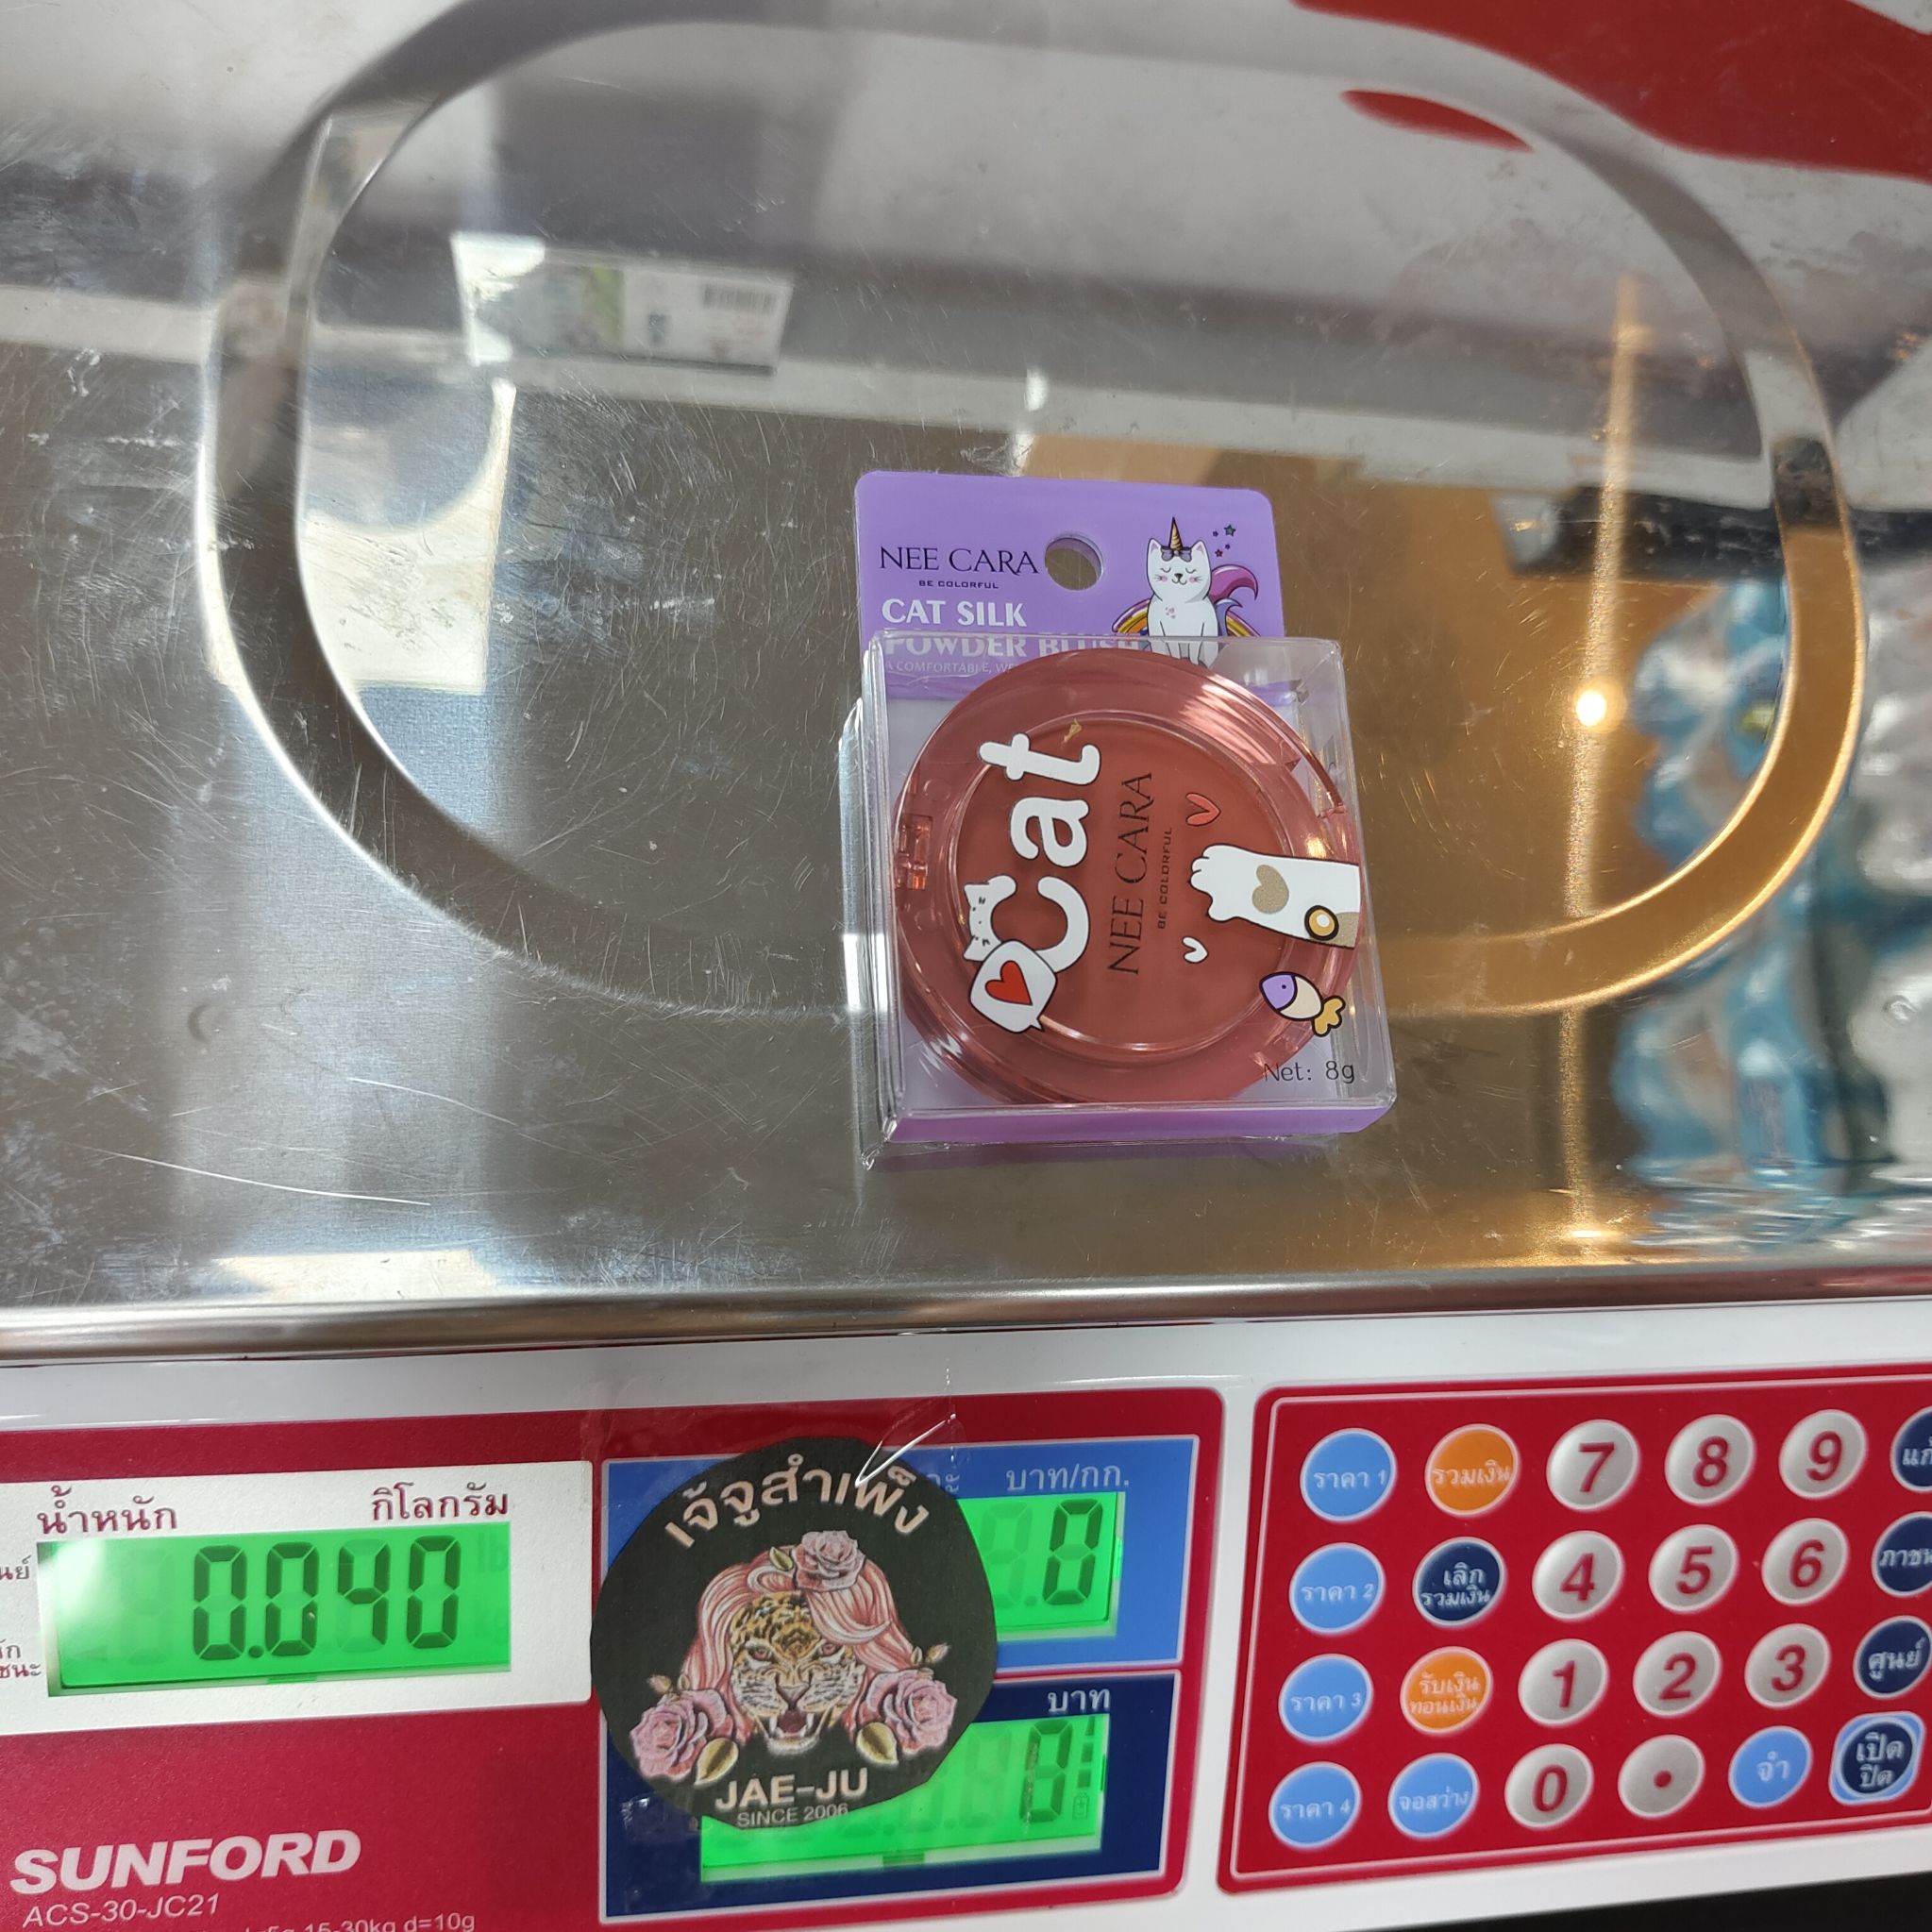 NEE CARA
BE COLORFUL
CAT SILK
POWDER BLUSH
A COMFORTABLE,
cat
NEE CARA
BE COLORFUL
Net: 8g
น้ำหนัก กิโลกรัม
0.040
บาท/กก.
0
บาท
0
เจ้จูสำเพ็ง
JAE-JU
SINCE 2006
SUNFORD
ACS-30-JC21
15-30kg d=10g
ราคา 1 รวมเงิน 7 8 9
ราคา 2 เลิกรวมเงิน 4 5 6
ราคา 3 รับเงินทอนเงิน 1 2 3 ศูนย์
ราคา 4 จอสว่าง 0 • จำ เปิดปิด